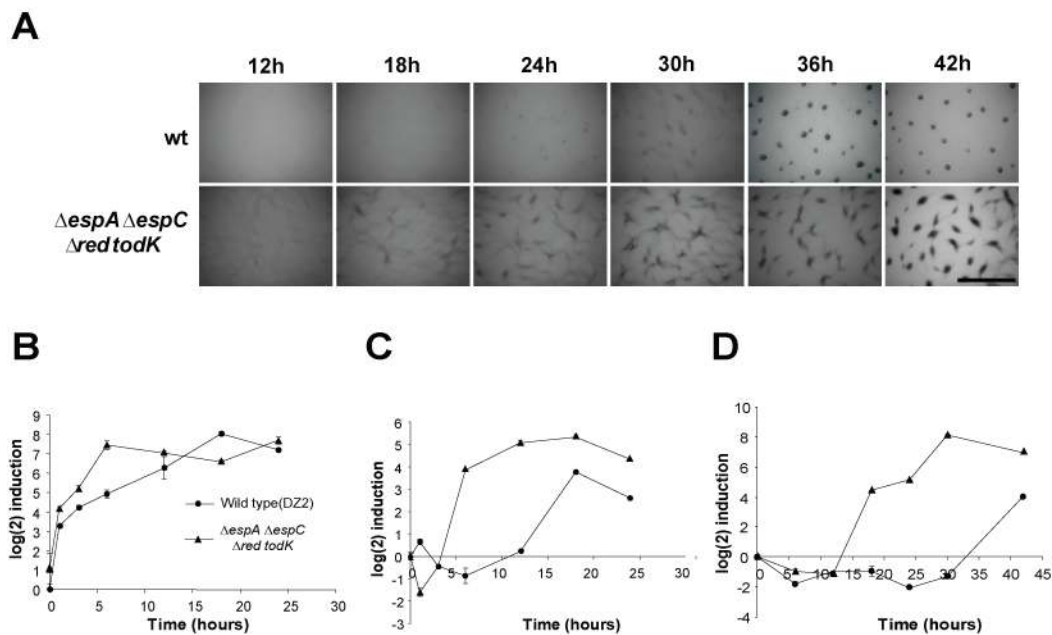 A
12h 18h 24h 30h 36h 42h
wt
ΔespA ΔespC
Δred todK
B
log(2) induction
9
8
7
6
5
4
3
2
1
0
0 5 10 15 20 25 30
Time (hours)
Wild type(DZ2)
ΔespA ΔespC
Δred todK
C
log(2) induction
6
5
4
3
2
1
0
-1
-2
-3
0 5 10 15 20 25 30
Time (hours)
D
log(2) induction
10
8
6
4
2
0
-2
-4
0 5 10 15 20 25 30 35 40 45
Time (hours)